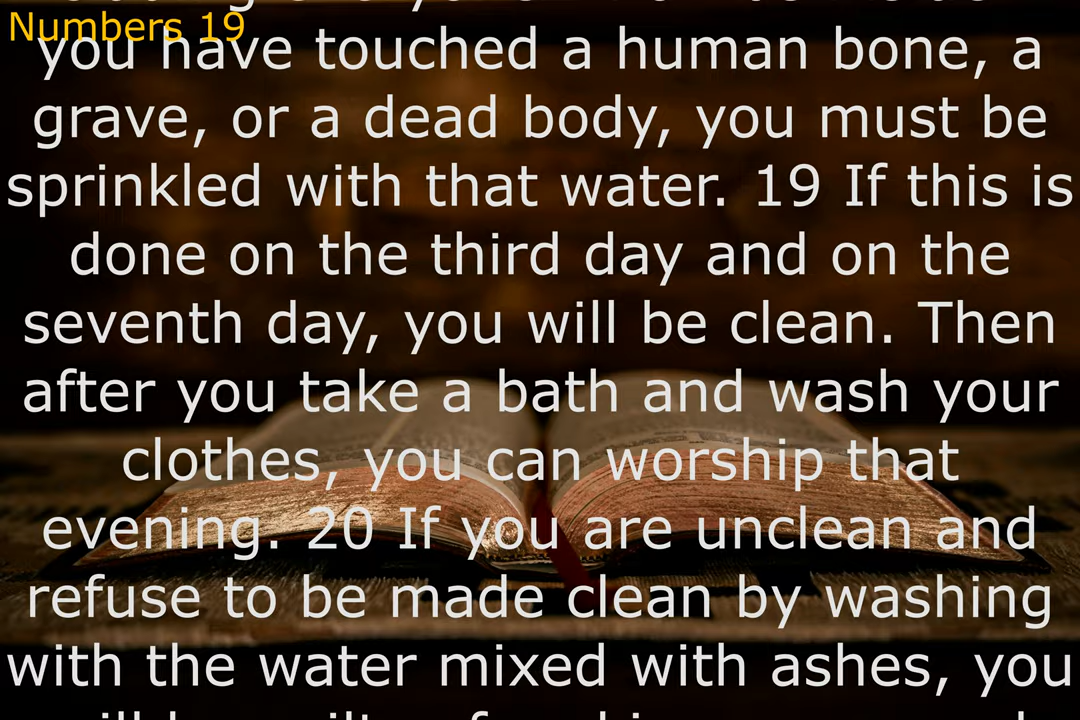 Numbers 19
you have touched a human bone, a
grave, or a dead body, you must be
sprinkled with that water. 19 If this is
done on the third day and on the
seventh day, you will be clean. Then
after you take a bath and wash your
clothes, you can worship that
evening. 20 If you are unclean and
refuse to be made clean by washing
with the water mixed with ashes, you